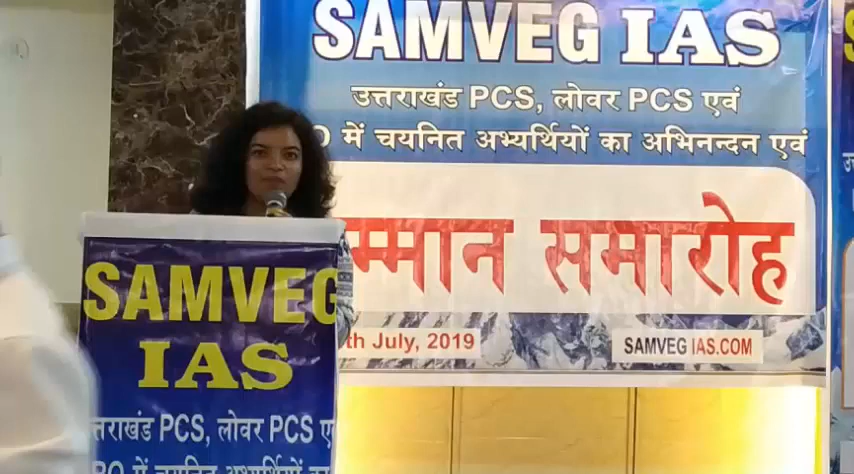 SAMVEG IAS
उत्तराखंड PCS, लोवर PCS एवं
में चयनित अभ्यर्थियों का अभिनन्दन एवं
समारोह
July, 2019
SAMVEG IAS.COM
SAMVEG
IAS
PCS, लोवर PCS